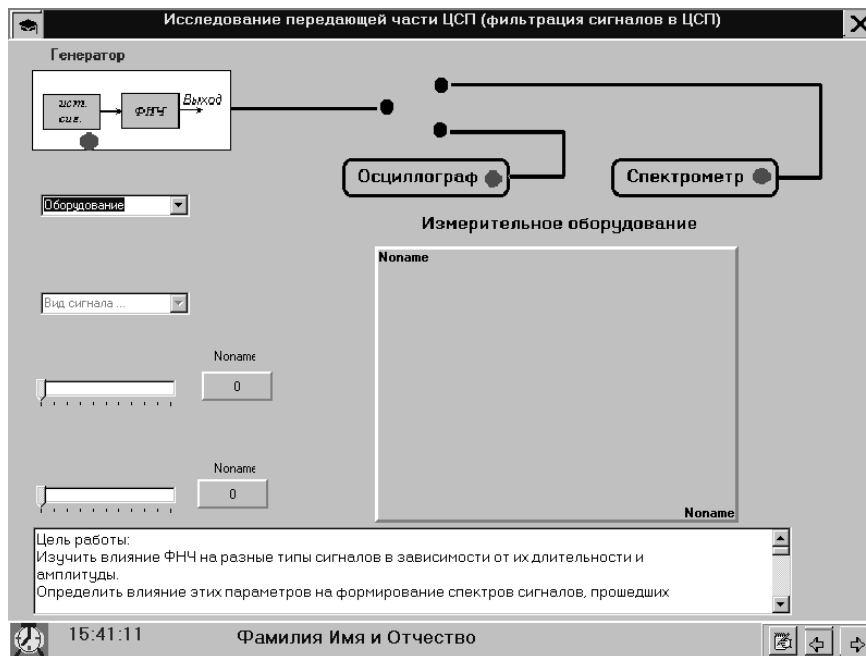 Исследование передающей части ЦСП (фильтрация сигналов в ЦСП)
Генератор
ист.
сиг.
ФНЧ
Выход
Осциллограф
Спектрометр
Оборудование
Измерительное оборудование
Noname
Вид сигнала ...
Noname
0
Noname
0
Noname
Цель работы:
Изучить влияние ФНЧ на разные типы сигналов в зависимости от их длительности и
амплитуды.
Определить влияние этих параметров на формирование спектров сигналов, прошедших
15:41:11
Фамилия Имя и Отчество